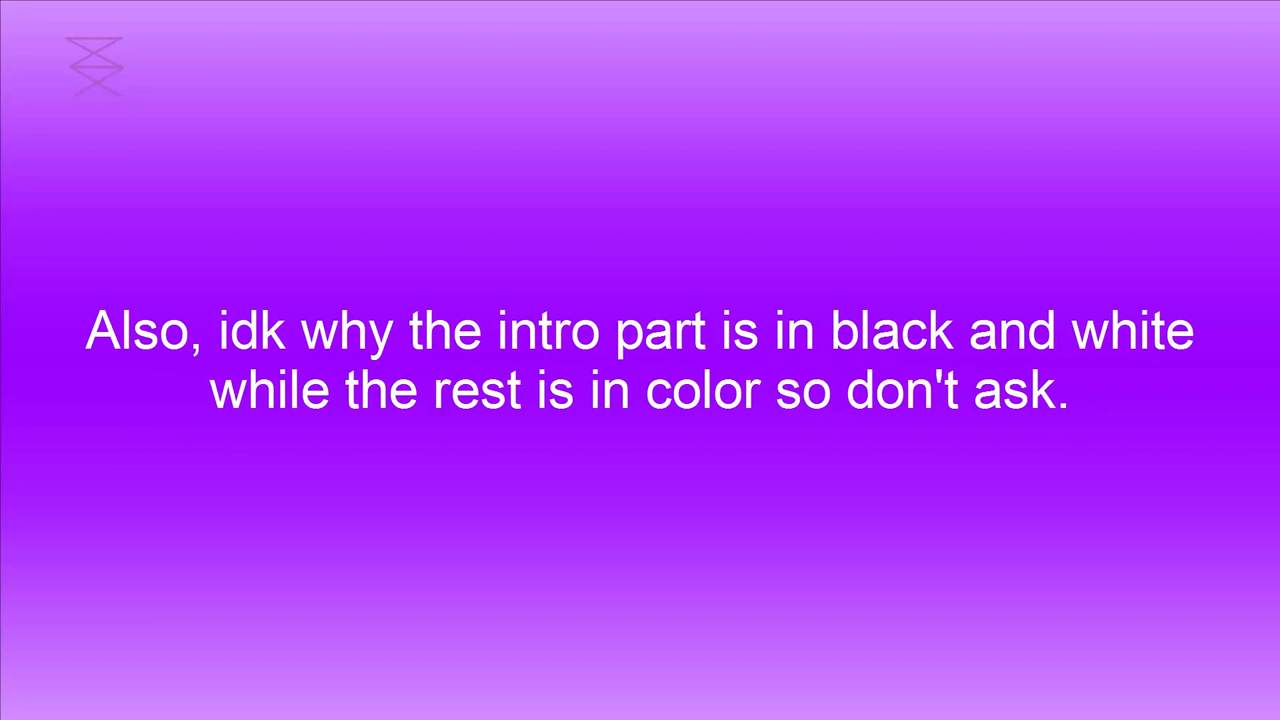 Also, idk why the intro part is in black and white
while the rest is in color so don't ask.